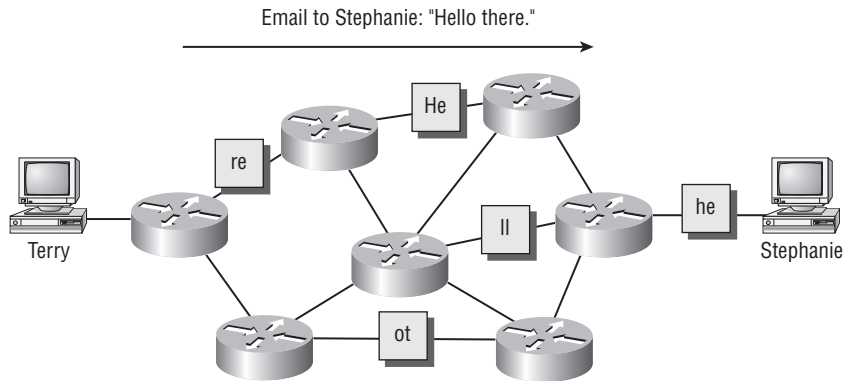 Email to Stephanie: "Hello there."
He
re
he
ll
Terry
Stephanie
ot